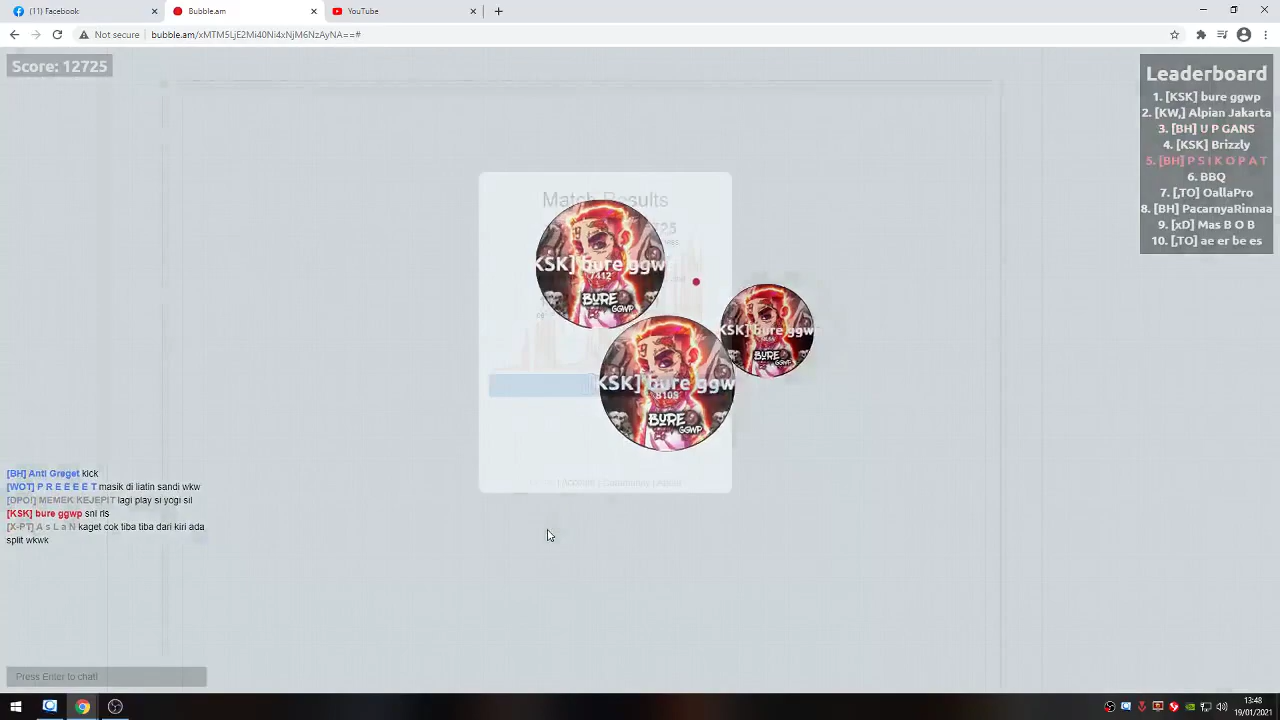 (11) Facebook
Bubble.am
YouTube
Not secure
bubble.am/xMTM5LjE2Mi40Ni4xNjM6NzAyNA==#
Score: 12725
Leaderboard
1. [KSK] bure ggwp
2. [KW,] Alpian Jakarta
3. [BH] U P GANS
4. [KSK] Brizzly
5. [BH] P S I K O P A T
6. BBQ
7. [,TO] OallaPro
8. [BH] PacarnyaRinnaa
9. [xD] Mas B O B
10. [,TO] ae er be es
Match Results
KSK] bure ggwp
7412
BURE
GGWP
KSK] bure ggwp
BURE
GGWP
KSK] bure ggw
8103
BURE
GGWP
[BH] Anti Greget kick
[WOT] P R E E E E T masik di liatin sandi wkw
[OPO!] MEMEK KEJEPIT lagi play si yogi sil
[KSK] bure ggwp sni ris
[X-PT] A s L a N kaget cok tiba tiba dari kiri ada
split wkwk
Press Enter to chat!
13:48
19/01/2021